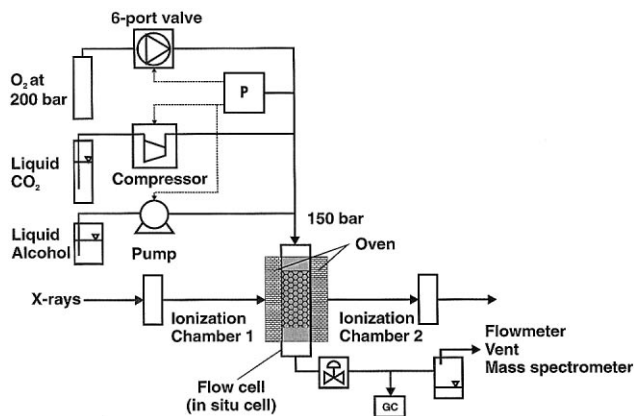 6-port valve
O2 at
200 bar
P
Liquid
CO2
Compressor
Liquid
Alcohol
Pump
150 bar
Oven
X-rays
Ionization
Chamber 1
Ionization
Chamber 2
Flow cell
(in situ cell)
GC
Flowmeter
Vent
Mass spectrometer